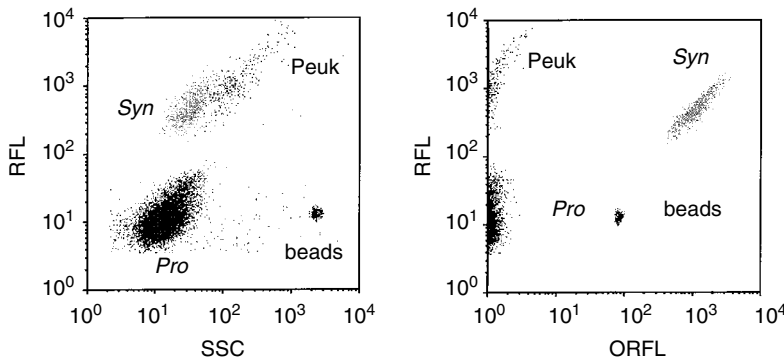 10⁴
10³
10²
10¹
10⁰
RFL
Syn
Peuk
Pro
beads
10⁰ 10¹ 10² 10³ 10⁴
SSC
10⁴
10³
10²
10¹
10⁰
RFL
Peuk
Syn
Pro
beads
10⁰ 10¹ 10² 10³ 10⁴
ORFL